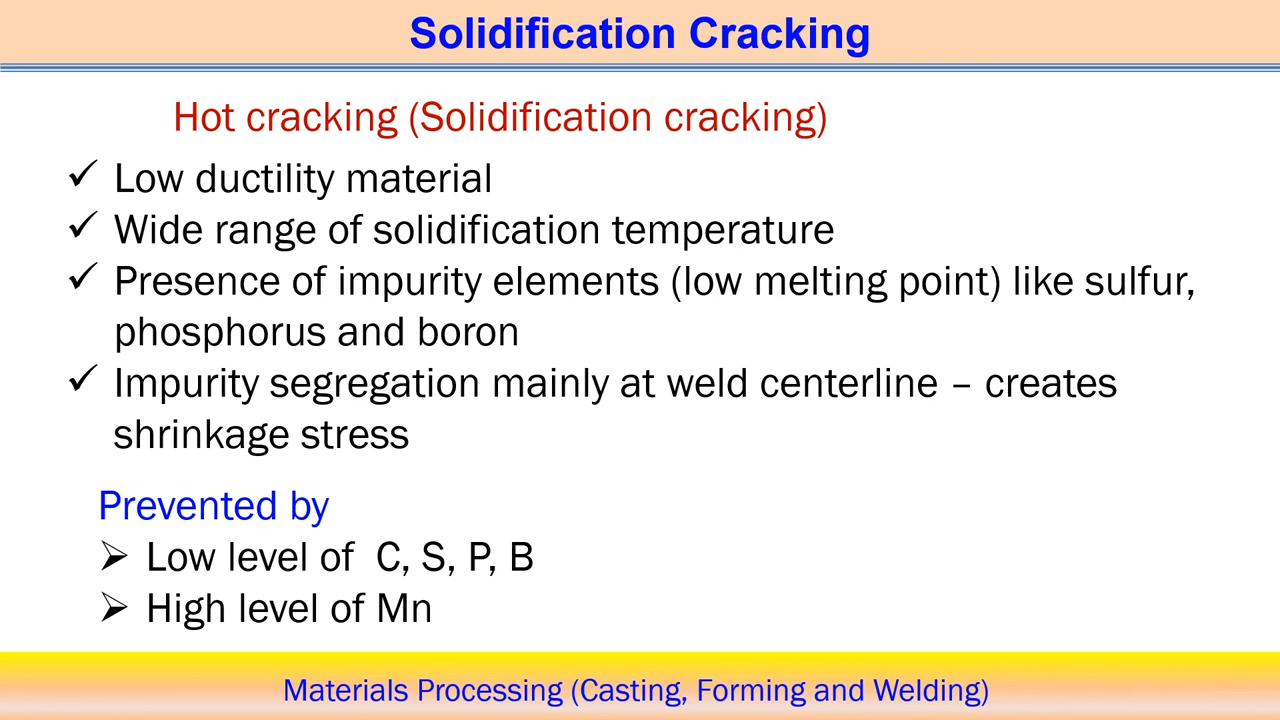 Solidification Cracking
Hot cracking (Solidification cracking)
✓ Low ductility material
✓ Wide range of solidification temperature
✓ Presence of impurity elements (low melting point) like sulfur,
phosphorus and boron
✓ Impurity segregation mainly at weld centerline – creates
shrinkage stress
Prevented by
➢ Low level of C, S, P, B
➢ High level of Mn
Materials Processing (Casting, Forming and Welding)